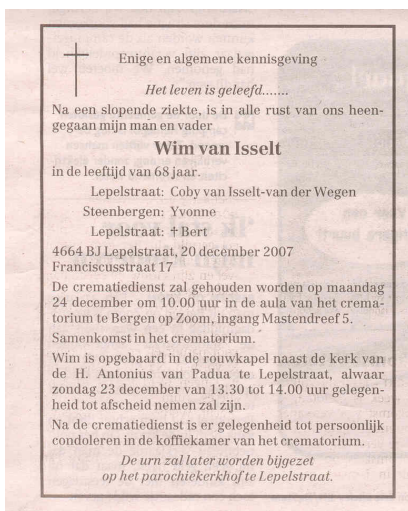 Enige en algemene kennisgeving
Het leven is geleefd.......
Na een slopende ziekte, is in alle rust van ons heen-
gegaan mijn man en vader
Wim van Isselt
in de leeftijd van 68 jaar.
Lepelstraat: Coby van Isselt-van der Wegen
Steenbergen: Yvonne
Lepelstraat: † Bert
4664 BJ Lepelstraat, 20 december 2007
Franciscusstraat 17
De crematiedienst zal gehouden worden op maandag
24 december om 10.00 uur in de aula van het crema-
torium te Bergen op Zoom, ingang Mastendreef 5.
Samenkomst in het crematorium.
Wim is opgebaard in de rouwkapel naast de kerk van
de H. Antonius van Padua te Lepelstraat, alwaar
zondag 23 december van 13.30 tot 14.00 uur gelegen-
heid tot afscheid nemen zal zijn.
Na de crematiedienst is er gelegenheid tot persoonlijk
condoleren in de koffiekamer van het crematorium.
De urn zal later worden bijgezet
op het parochiekerkhof te Lepelstraat.